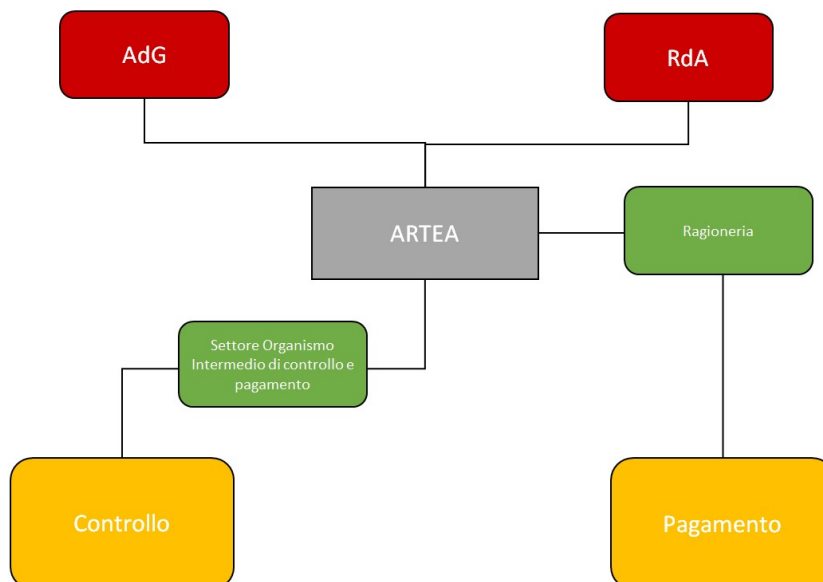 AdG
RdA
ARTEA
Ragioneria
Settore Organismo
Intermedio di controllo e
pagamento
Controllo
Pagamento